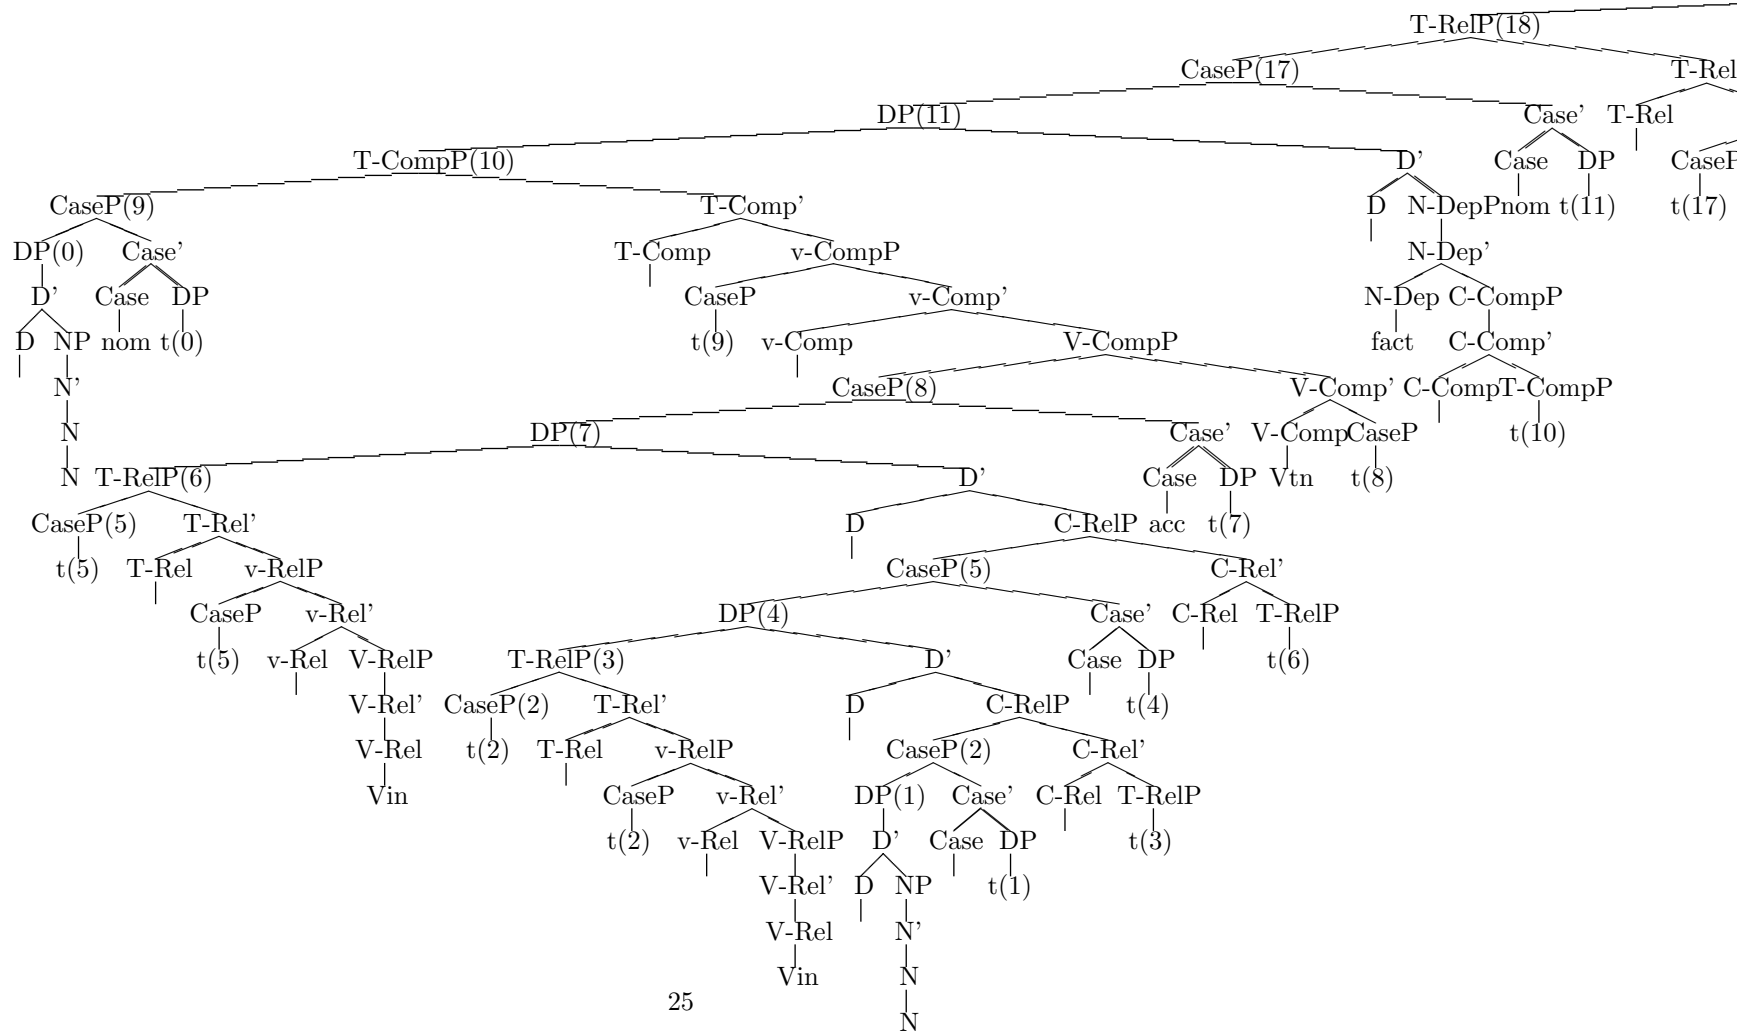 T-RelP(18)
CaseP(17) T-Rel
DP(11) Case' T-Rel
T-CompP(10) D' Case DP CaseP
CaseP(9) T-Comp' D N-DepP nom t(11) t(17)
DP(0) Case' T-Comp v-CompP N-Dep'
D' Case DP CaseP v-Comp' N-Dep C-CompP
D NP nom t(0) t(9) v-Comp V-CompP fact C-Comp'
N' CaseP(8) V-Comp' C-Comp T-CompP
N DP(7) Case' V-Comp CaseP t(10)
N T-RelP(6) D' Case DP Vtn t(8)
CaseP(5) T-Rel' D C-RelP acc t(7)
t(5) T-Rel v-RelP CaseP(5) C-Rel'
CaseP v-Rel' DP(4) Case' C-Rel T-RelP
t(5) v-Rel V-RelP T-RelP(3) D' Case DP t(6)
V-Rel' CaseP(2) T-Rel' D C-RelP t(4)
V-Rel t(2) T-Rel v-RelP CaseP(2) C-Rel'
Vin CaseP v-Rel' DP(1) Case' C-Rel T-RelP
t(2) v-Rel V-RelP D' Case DP t(3)
V-Rel' D NP t(1)
V-Rel N'
Vin N
25
N